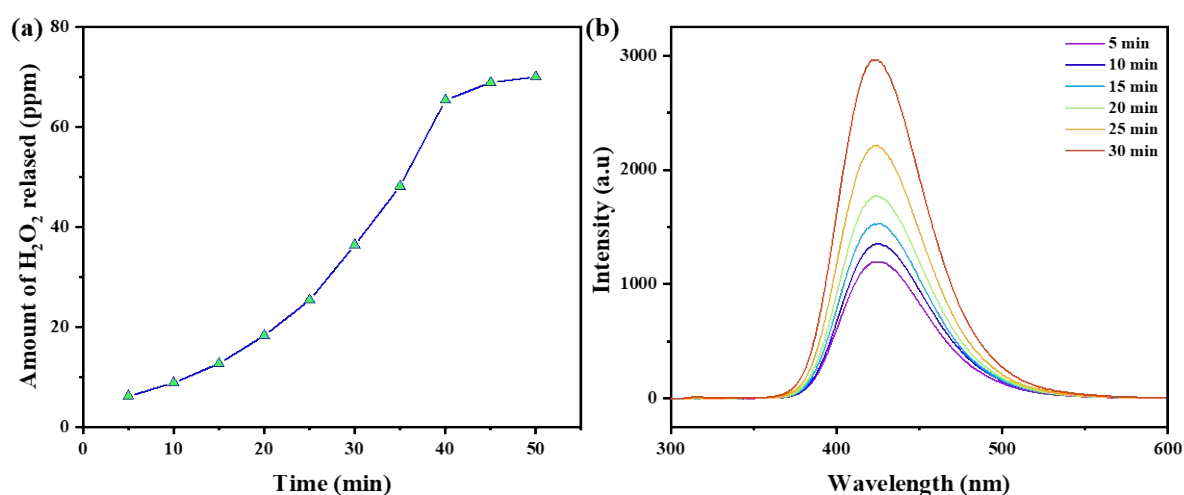 (a)
80
60
40
20
0
Amount of H₂O₂ relased (ppm)
0 10 20 30 40 50
Time (min)
(b)
3000
2000
1000
0
Intensity (a.u)
5 min
10 min
15 min
20 min
25 min
30 min
300 400 500 600
Wavelength (nm)